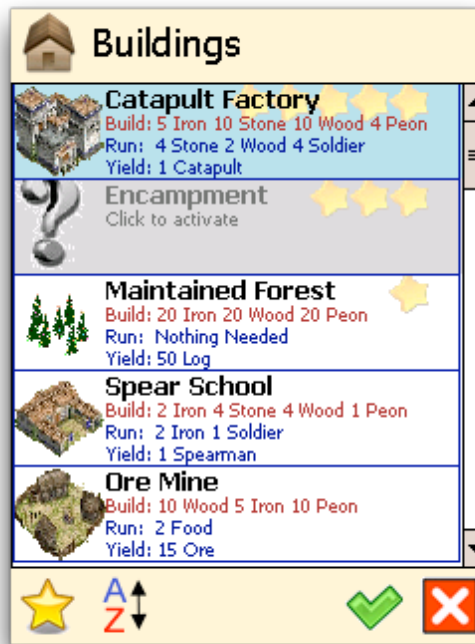 Buildings
Catapult Factory
Build: 5 Iron 10 Stone 10 Wood 4 Peon
Run: 4 Stone 2 Wood 4 Soldier
Yield: 1 Catapult
Encampment
Click to activate
Maintained Forest
Build: 20 Iron 20 Wood 20 Peon
Run: Nothing Needed
Yield: 50 Log
Spear School
Build: 2 Iron 4 Stone 4 Wood 1 Peon
Run: 2 Iron 1 Soldier
Yield: 1 Spearman
Ore Mine
Build: 10 Wood 5 Iron 10 Peon
Run: 2 Food
Yield: 15 Ore
A
Z